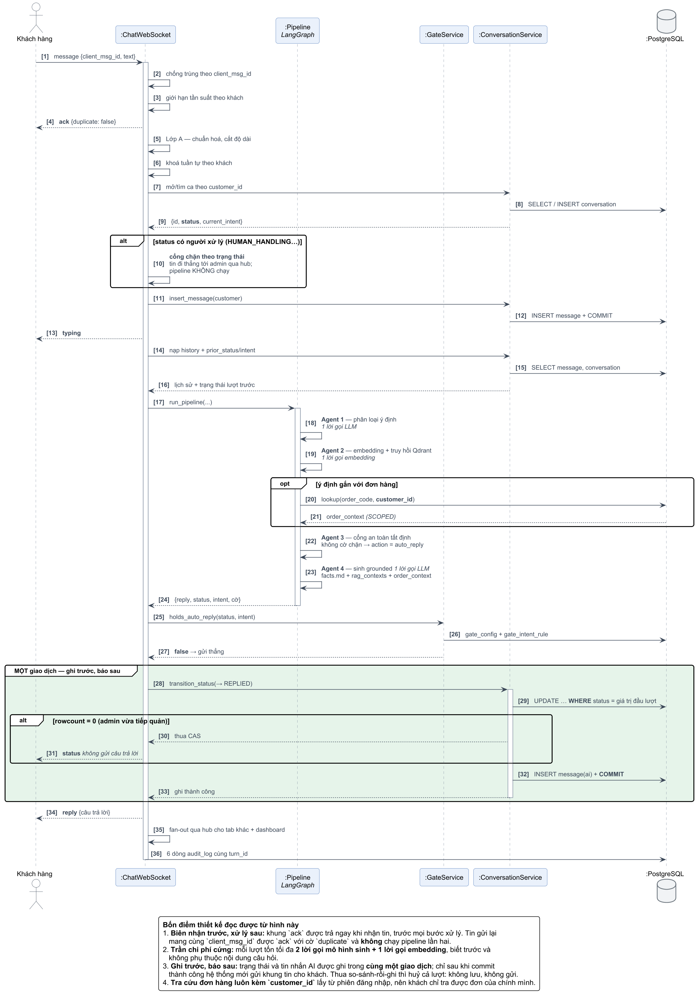 Khách hàng
:ChatWebSocket
:Pipeline
LangGraph
:GateService
:ConversationService
:PostgreSQL
[1] message {client_msg_id, text}
[2] chống trùng theo client_msg_id
[3] giới hạn tần suất theo khách
[4] ack {duplicate: false}
[5] Lớp A — chuẩn hoá, cắt độ dài
[6] khoá tuần tự theo khách
[7] mở/tìm ca theo customer_id
[8] SELECT / INSERT conversation
[9] {id, status, current_intent}
alt [status có người xử lý (HUMAN_HANDLING…)]
cổng chặn theo trạng thái
[10] tin đi thẳng tới admin qua hub;
pipeline KHÔNG chạy
[11] insert_message(customer)
[12] INSERT message + COMMIT
[13] typing
[14] nạp history + prior_status/intent
[15] SELECT message, conversation
[16] lịch sử + trạng thái lượt trước
[17] run_pipeline(...)
[18] Agent 1 — phân loại ý định
1 lời gọi LLM
[19] Agent 2 — embedding + truy hồi Qdrant
1 lời gọi embedding
opt [ý định gắn với đơn hàng]
[20] lookup(order_code, customer_id)
[21] order_context (SCOPED)
[22] Agent 3 — cổng an toàn tất định
không cờ chặn → action = auto_reply
[23] Agent 4 — sinh grounded 1 lời gọi LLM
facts.md + rag_contexts + order_context
[24] {reply, status, intent, cờ}
[25] holds_auto_reply(status, intent)
[26] gate_config + gate_intent_rule
[27] false → gửi thẳng
MỘT giao dịch — ghi trước, báo sau
[28] transition_status(→ REPLIED)
[29] UPDATE … WHERE status = giá trị đầu lượt
alt [rowcount = 0 (admin vừa tiếp quản)]
[30] thua CAS
[31] status không gửi câu trả lời
[32] INSERT message(ai) + COMMIT
[33] ghi thành công
[34] reply {câu trả lời}
[35] fan-out qua hub cho tab khác + dashboard
[36] 6 dòng audit_log cùng turn_id
Khách hàng
:ChatWebSocket
:Pipeline
LangGraph
:GateService
:ConversationService
:PostgreSQL
Bốn điểm thiết kế đọc được từ hình này
1. Biên nhận trước, xử lý sau: khung `ack` được trả ngay khi nhận tin, trước mọi bước xử lý. Tin gửi lại
mang cùng `client_msg_id` được `ack` với cờ `duplicate` và không chạy pipeline lần hai.
2. Trần chi phí cứng: mỗi lượt tốn tối đa 2 lời gọi mô hình sinh + 1 lời gọi embedding, biết trước và
không phụ thuộc nội dung câu hỏi.
3. Ghi trước, báo sau: trạng thái và tin nhắn AI được ghi trong cùng một giao dịch; chỉ sau khi commit
thành công hệ thống mới gửi khung tin cho khách. Thua so-sánh-rồi-ghi thì huỷ cả lượt: không lưu, không gửi.
4. Tra cứu đơn hàng luôn kèm `customer_id` lấy từ phiên đăng nhập, nên khách chỉ tra được đơn của chính mình.